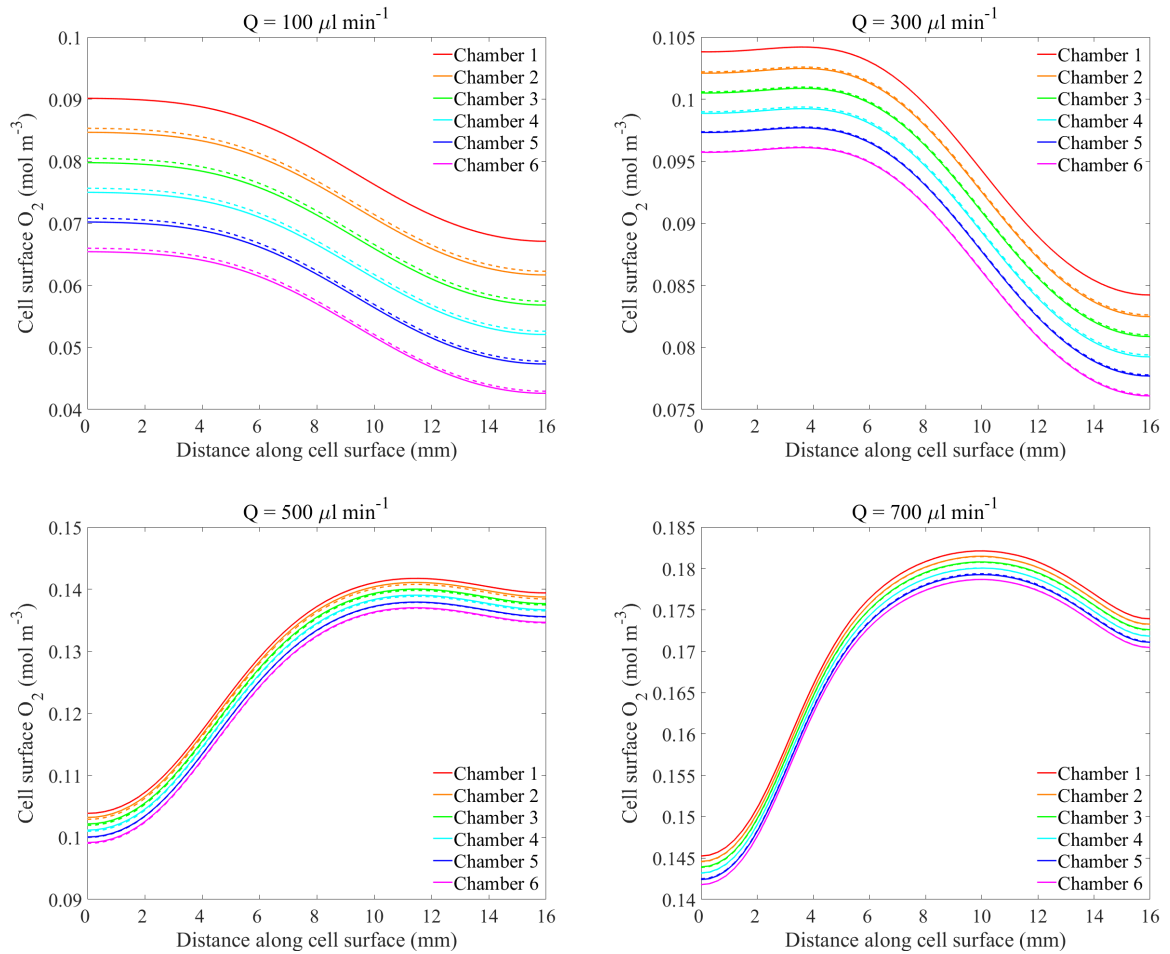 Q = 100 μl min⁻¹
0.1
0.09
0.08
0.07
0.06
0.05
0.04
Cell surface O₂ (mol m⁻³)
Chamber 1
Chamber 2
Chamber 3
Chamber 4
Chamber 5
Chamber 6
0 2 4 6 8 10 12 14 16
Distance along cell surface (mm)
Q = 300 μl min⁻¹
0.105
0.1
0.095
0.09
0.085
0.08
0.075
Cell surface O₂ (mol m⁻³)
Chamber 1
Chamber 2
Chamber 3
Chamber 4
Chamber 5
Chamber 6
0 2 4 6 8 10 12 14 16
Distance along cell surface (mm)
Q = 500 μl min⁻¹
0.15
0.14
0.13
0.12
0.11
0.1
0.09
Cell surface O₂ (mol m⁻³)
Chamber 1
Chamber 2
Chamber 3
Chamber 4
Chamber 5
Chamber 6
0 2 4 6 8 10 12 14 16
Distance along cell surface (mm)
Q = 700 μl min⁻¹
0.185
0.18
0.175
0.17
0.165
0.16
0.155
0.15
0.145
0.14
Cell surface O₂ (mol m⁻³)
Chamber 1
Chamber 2
Chamber 3
Chamber 4
Chamber 5
Chamber 6
0 2 4 6 8 10 12 14 16
Distance along cell surface (mm)